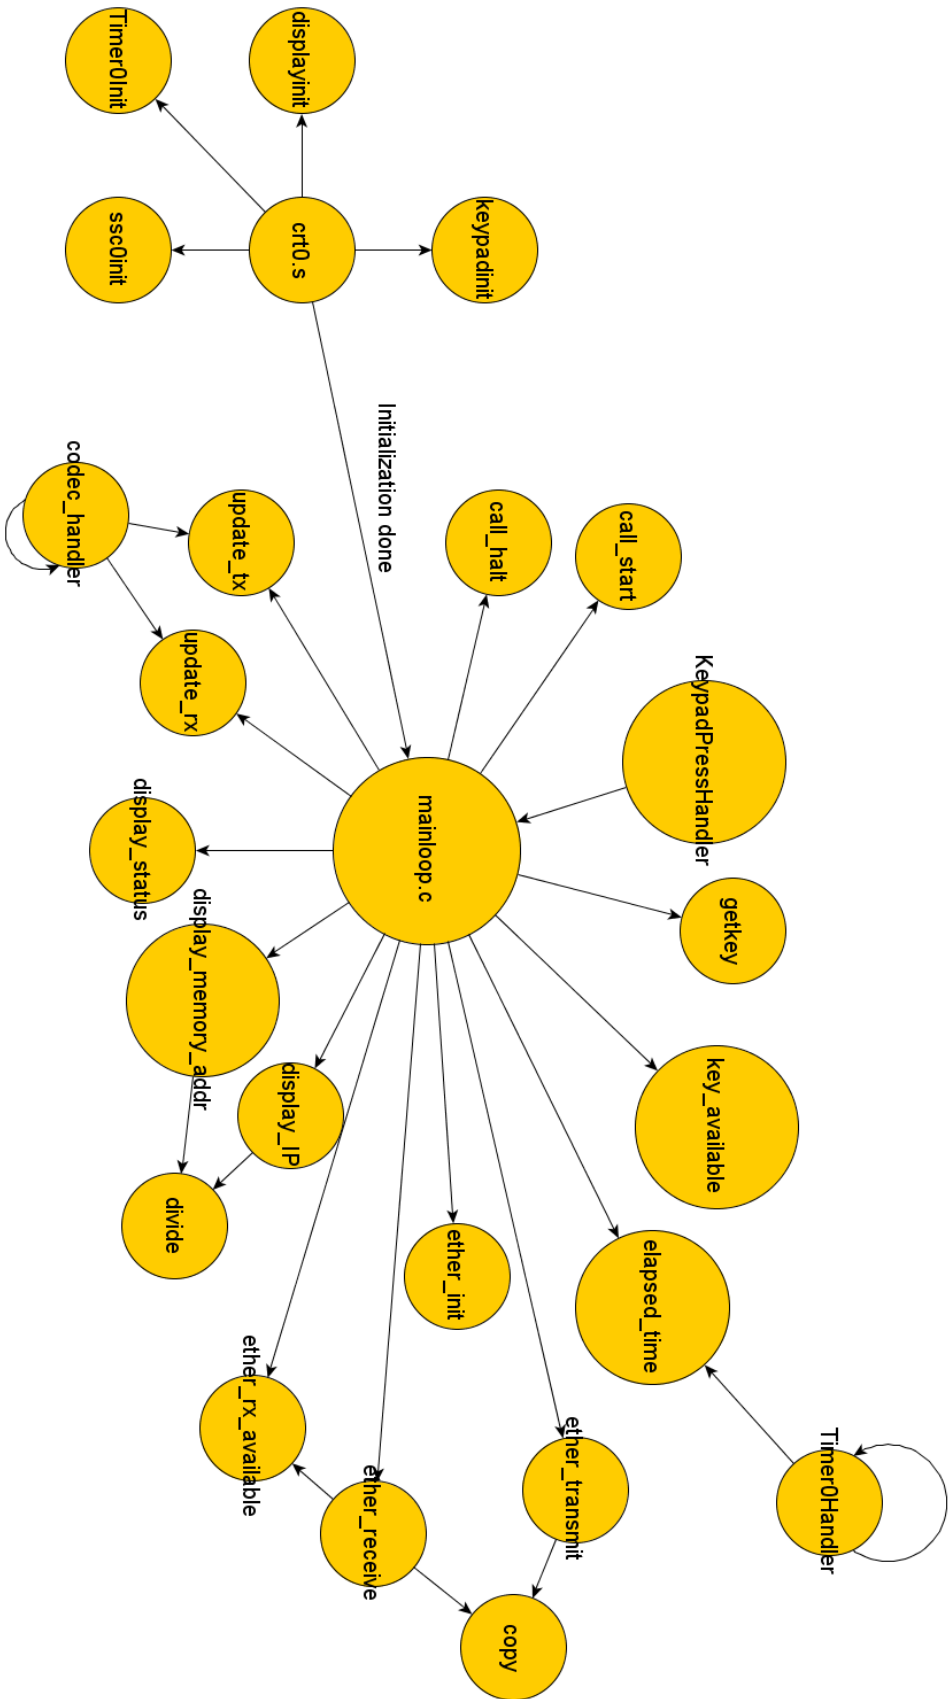 keypadinit
displayinit
Timer0Init
crt0.s
ssc0init
Initialization done
call_start
call_halt
update_tx
codec_handler
KeypadPressHandler
update_rx
mainloop.c
getkey
display_status
display_memory_addr
key_available
display_IP
divide
elapsed_time
ether_init
ether_rx_available
Timer0Handler
ether_transmit
ether_receive
copy